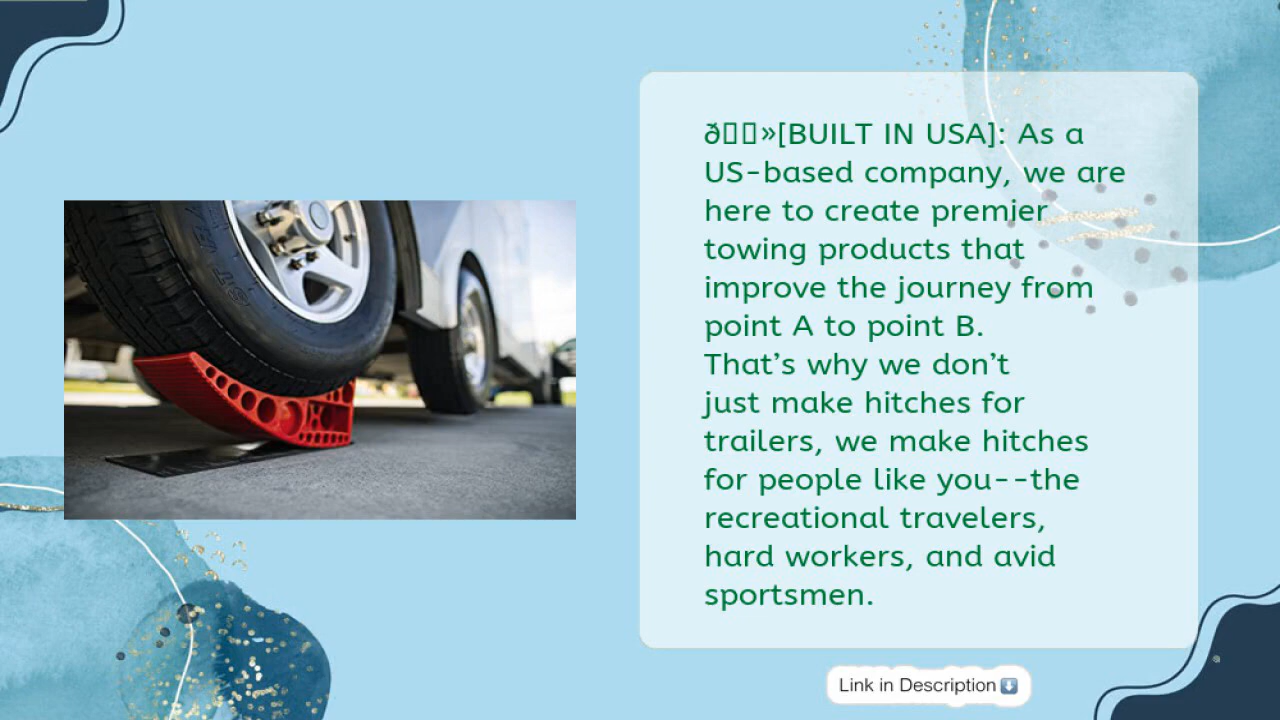 ð▯▯»[BUILT IN USA]: As a
US-based company, we are
here to create premier
towing products that
improve the journey from
point A to point B.
That’s why we don’t
just make hitches for
trailers, we make hitches
for people like you--the
recreational travelers,
hard workers, and avid
sportsmen.
Link in Description⬇️